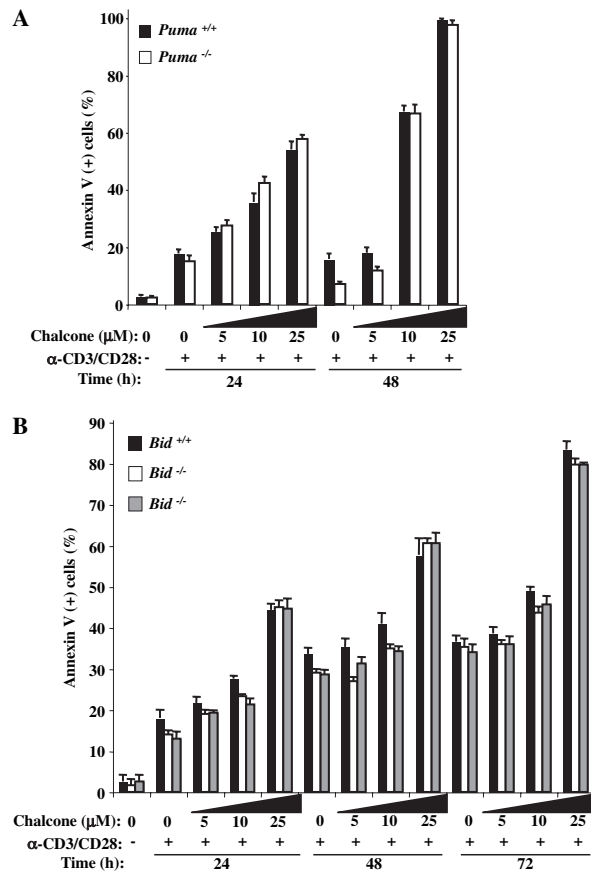 A
Puma +/+
Puma -/-
Annexin V (+) cells (%)
100
80
60
40
20
0
Chalcone (μM): 0 0 5 10 25 0 5 10 25
α-CD3/CD28: - + + + + + + + +
Time (h): 24 48
B
Bid +/+
Bid -/-
Bid -/-
Annexin V (+) cells (%)
90
80
70
60
50
40
30
20
10
0
Chalcone (μM): 0 0 5 10 25 0 5 10 25 0 5 10 25
α-CD3/CD28: - + + + + + + + + + + + +
Time (h): 24 48 72